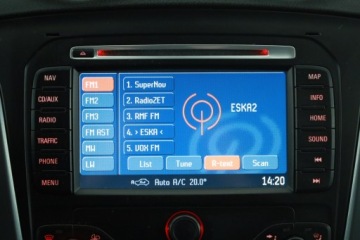 NAV
CD/AUX
RADIO
TRAFFIC
PHONE
MENU
MAP
INFO
HOME
SOUND
FM1
FM2
FM3
FM AST
MW
LW
1. SuperNov
2. RadioZET
3. RMF FM
4. > ESKA <
5. VOX FM
ESKA2
List
Tune
Scan
Auto A/C 20.0°
14:20